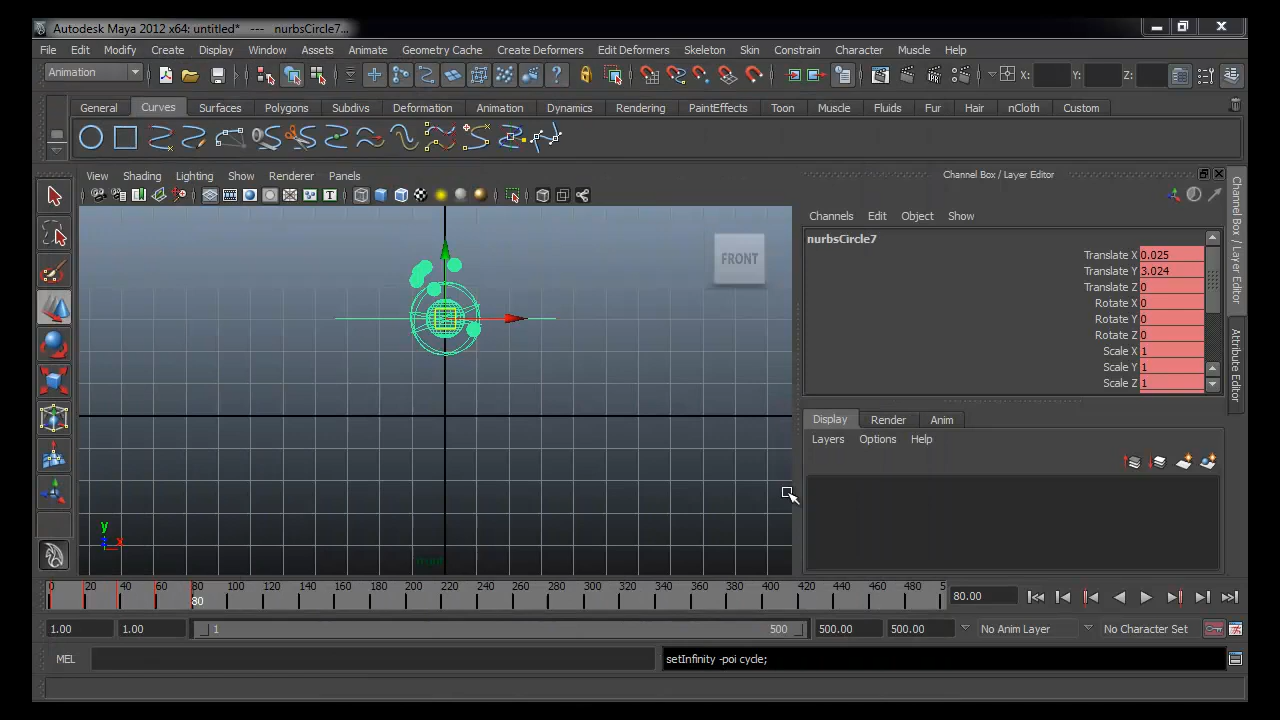 Autodesk Maya 2012 x64: untitled* --- nurbsCircle7...
File Edit Modify Create Display Window Assets Animate Geometry Cache Create Deformers Edit Deformers Skeleton Skin Constrain Character Muscle Help
Animation X: Y: Z:
General Curves Surfaces Polygons Subdivs Deformation Animation Dynamics Rendering PaintEffects Toon Muscle Fluids Fur Hair nCloth Custom
View Shading Lighting Show Renderer Panels
Channel Box / Layer Editor
Channels Edit Object Show
nurbsCircle7
Translate X 0.025
Translate Y 3.024
Translate Z 0
Rotate X 0
Rotate Y 0
Rotate Z 0
Scale X 1
Scale Y 1
Scale Z 1
FRONT
Channel Box / Layer Editor
Attribute Editor
Display Render Anim
Layers Options Help
y
z x
front
0 20 40 60 80 100 120 140 160 180 200 220 240 260 280 300 320 340 360 380 400 420 440 460 480 5
80
80.00
1.00 1.00 1 500 500.00 500.00 No Anim Layer No Character Set
MEL setInfinity -poi cycle;